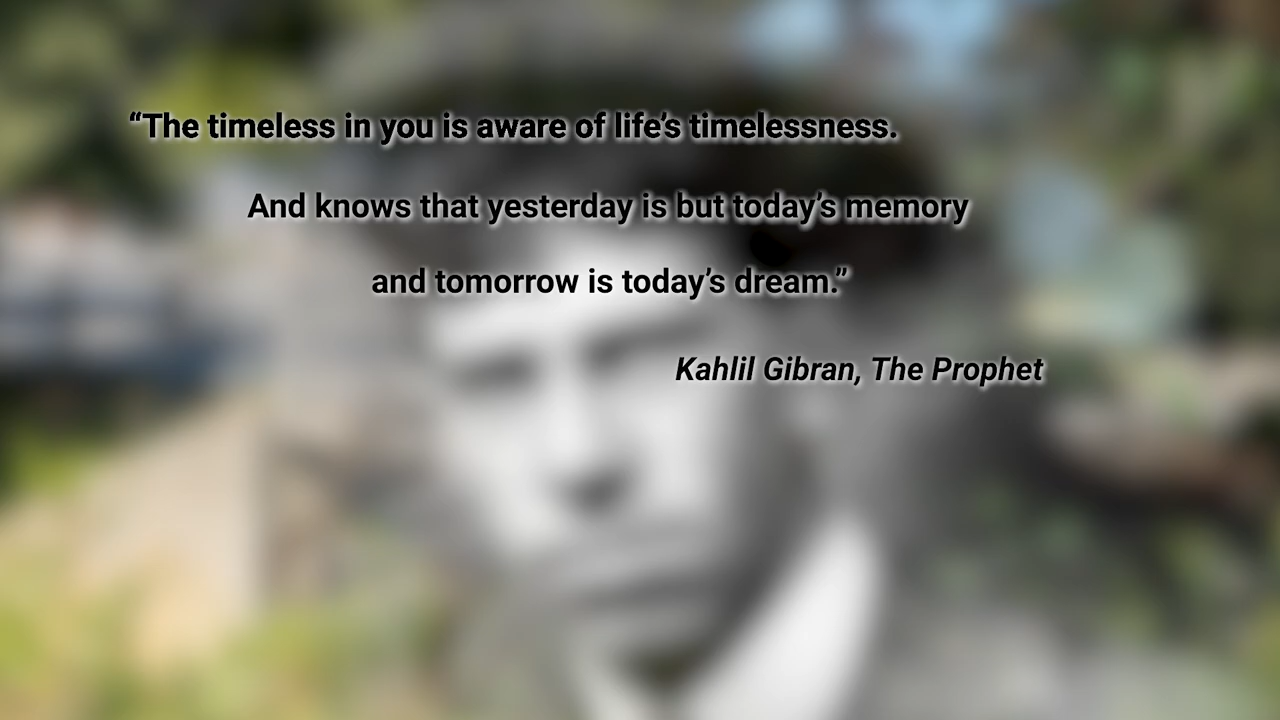 “The timeless in you is aware of life’s timelessness.
And knows that yesterday is but today’s memory
and tomorrow is today’s dream.”
Kahlil Gibran, The Prophet